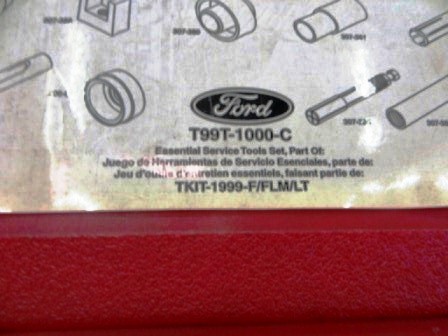 Ford
T99T-1000-C
Essential Service Tools Set, Part Of:
Juego de Herramientas de Servicio Esenciales, parte de:
Jeu d'outils d'entretien essentiels, faisant partie de:
TKIT-1999-F/FLM/LT